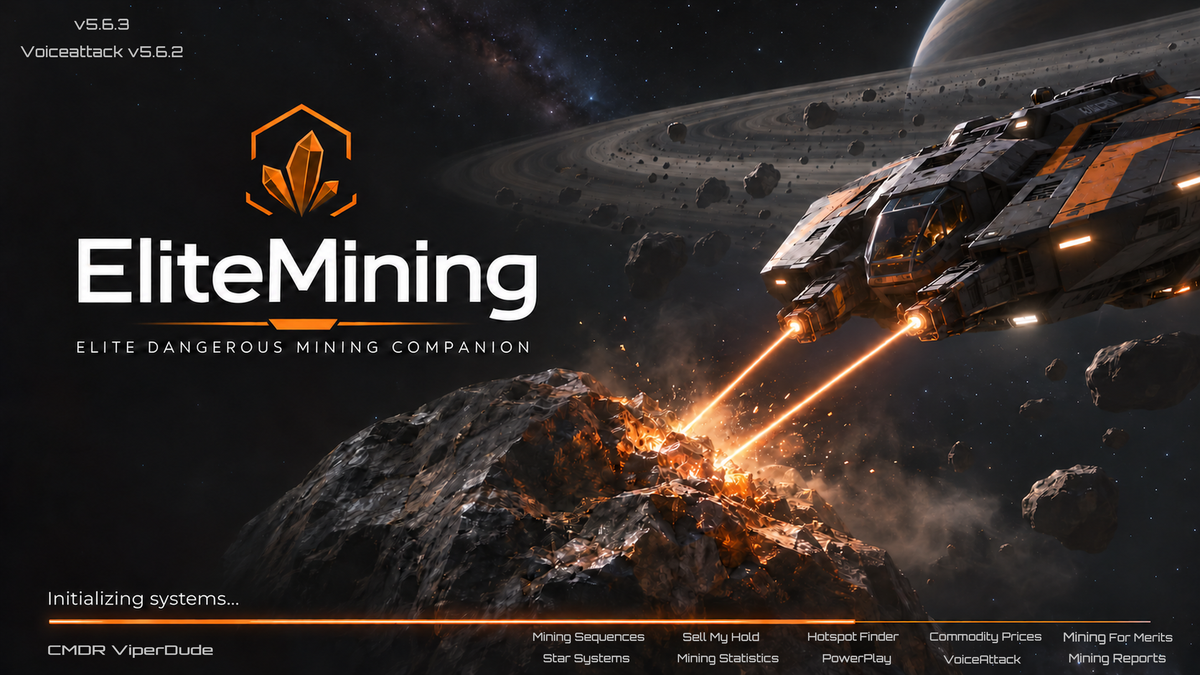 v5.6.3
Voiceattack v5.6.2
EliteMining
ELITE DANGEROUS MINING COMPANION
Initializing systems...
CMDR ViperDude
Mining Sequences Sell My Hold Hotspot Finder Commodity Prices Mining For Merits
Star Systems Mining Statistics PowerPlay VoiceAttack Mining Reports